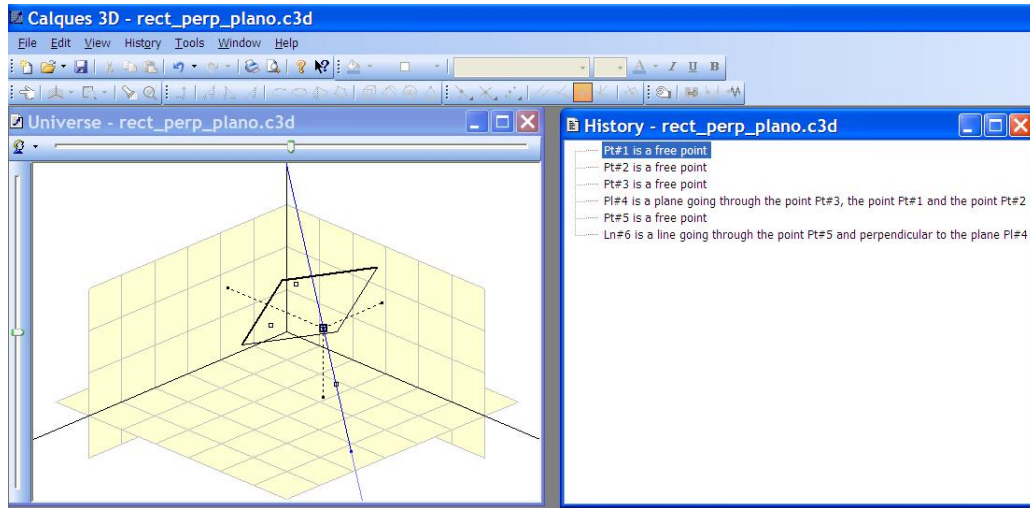 Calques 3D - rect_perp_plano.c3d
File Edit View History Tools Window Help
A I U B
Universe - rect_perp_plano.c3d
History - rect_perp_plano.c3d
Pt#1 is a free point
Pt#2 is a free point
Pt#3 is a free point
Pl#4 is a plane going through the point Pt#3, the point Pt#1 and the point Pt#2
Pt#5 is a free point
Ln#6 is a line going through the point Pt#5 and perpendicular to the plane Pl#4